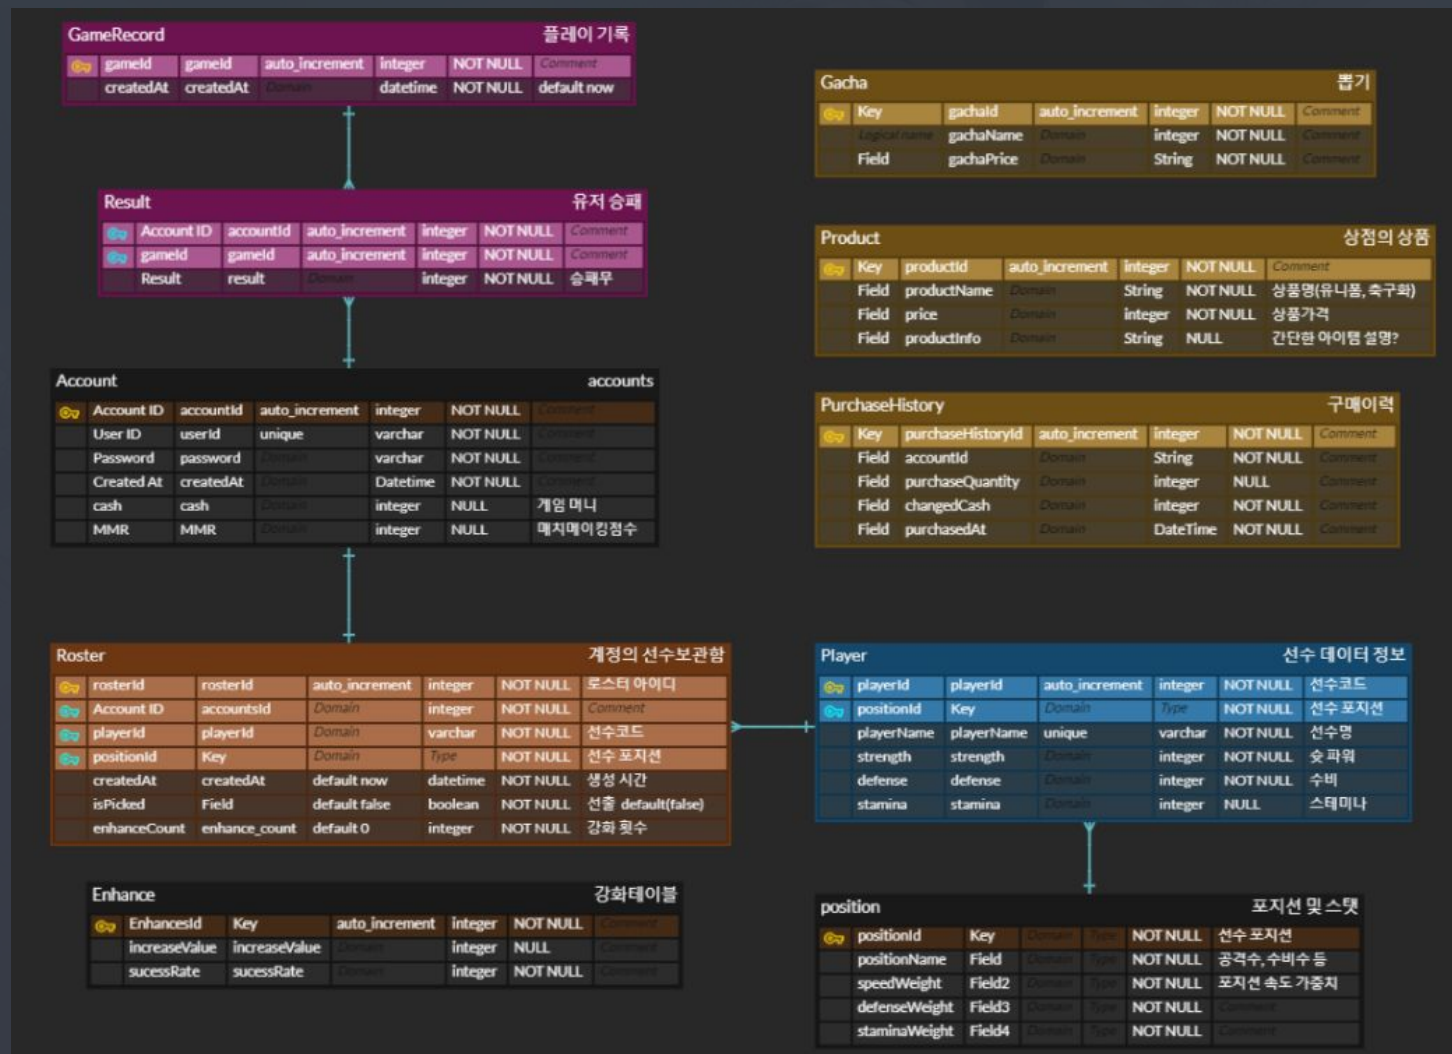 GameRecord 플레이 기록
gameId gameId auto_increment integer NOT NULL Comment
createdAt createdAt Domain datetime NOT NULL default now
Result 유저 승패
Account ID accountId auto_increment integer NOT NULL Comment
gameId gameId auto_increment integer NOT NULL Comment
Result result Domain integer NOT NULL 승패무
Account accounts
Account ID accountId auto_increment integer NOT NULL Comment
User ID userId unique varchar NOT NULL Comment
Password password Domain varchar NOT NULL Comment
Created At createdAt Domain Datetime NOT NULL Comment
cash cash Domain integer NULL 게임 머니
MMR MMR Domain integer NULL 매치메이킹점수
Roster 계정의 선수보관함
rosterId rosterId auto_increment integer NOT NULL 로스터 아이디
Account ID accountsId Domain integer NOT NULL Comment
playerId playerId Domain varchar NOT NULL 선수코드
positionId Key Domain Type NOT NULL 선수 포지션
createdAt createdAt default now datetime NOT NULL 생성 시간
isPicked Field default false boolean NOT NULL 선출 default(false)
enhanceCount enhance_count default 0 integer NOT NULL 강화 횟수
Enhance 강화테이블
EnhancesId Key auto_increment integer NOT NULL Comment
increaseValue increaseValue Domain integer NULL Comment
sucessRate sucessRate Domain integer NOT NULL Comment
Gacha 뽑기
Key gachaId auto_increment integer NOT NULL Comment
Logical name gachaName Domain integer NOT NULL Comment
Field gachaPrice Domain String NOT NULL Comment
Product 상점의 상품
Key productId auto_increment integer NOT NULL Comment
Field productName Domain String NOT NULL 상품명(유니폼, 축구화)
Field price Domain integer NOT NULL 상품가격
Field productInfo Domain String NULL 간단한 아이템 설명?
PurchaseHistory 구매이력
Key purchaseHistoryId auto_increment integer NOT NULL Comment
Field accountId Domain String NOT NULL Comment
Field purchaseQuantity Domain integer NULL Comment
Field changedCash Domain integer NOT NULL Comment
Field purchasedAt Domain DateTime NOT NULL Comment
Player 선수 데이터 정보
playerId playerId auto_increment integer NOT NULL 선수코드
positionId Key Domain Type NOT NULL 선수 포지션
playerName playerName unique varchar NOT NULL 선수명
strength strength Domain integer NOT NULL 슛 파워
defense defense Domain integer NOT NULL 수비
stamina stamina Domain integer NULL 스테미나
position 포지션 및 스탯
positionId Key Domain Type NOT NULL 선수 포지션
positionName Field Domain Type NOT NULL 공격수, 수비수 등
speedWeight Field2 Domain Type NOT NULL 포지션 속도 가중치
defenseWeight Field3 Domain Type NOT NULL Comment
staminaWeight Field4 Domain Type NOT NULL Comment